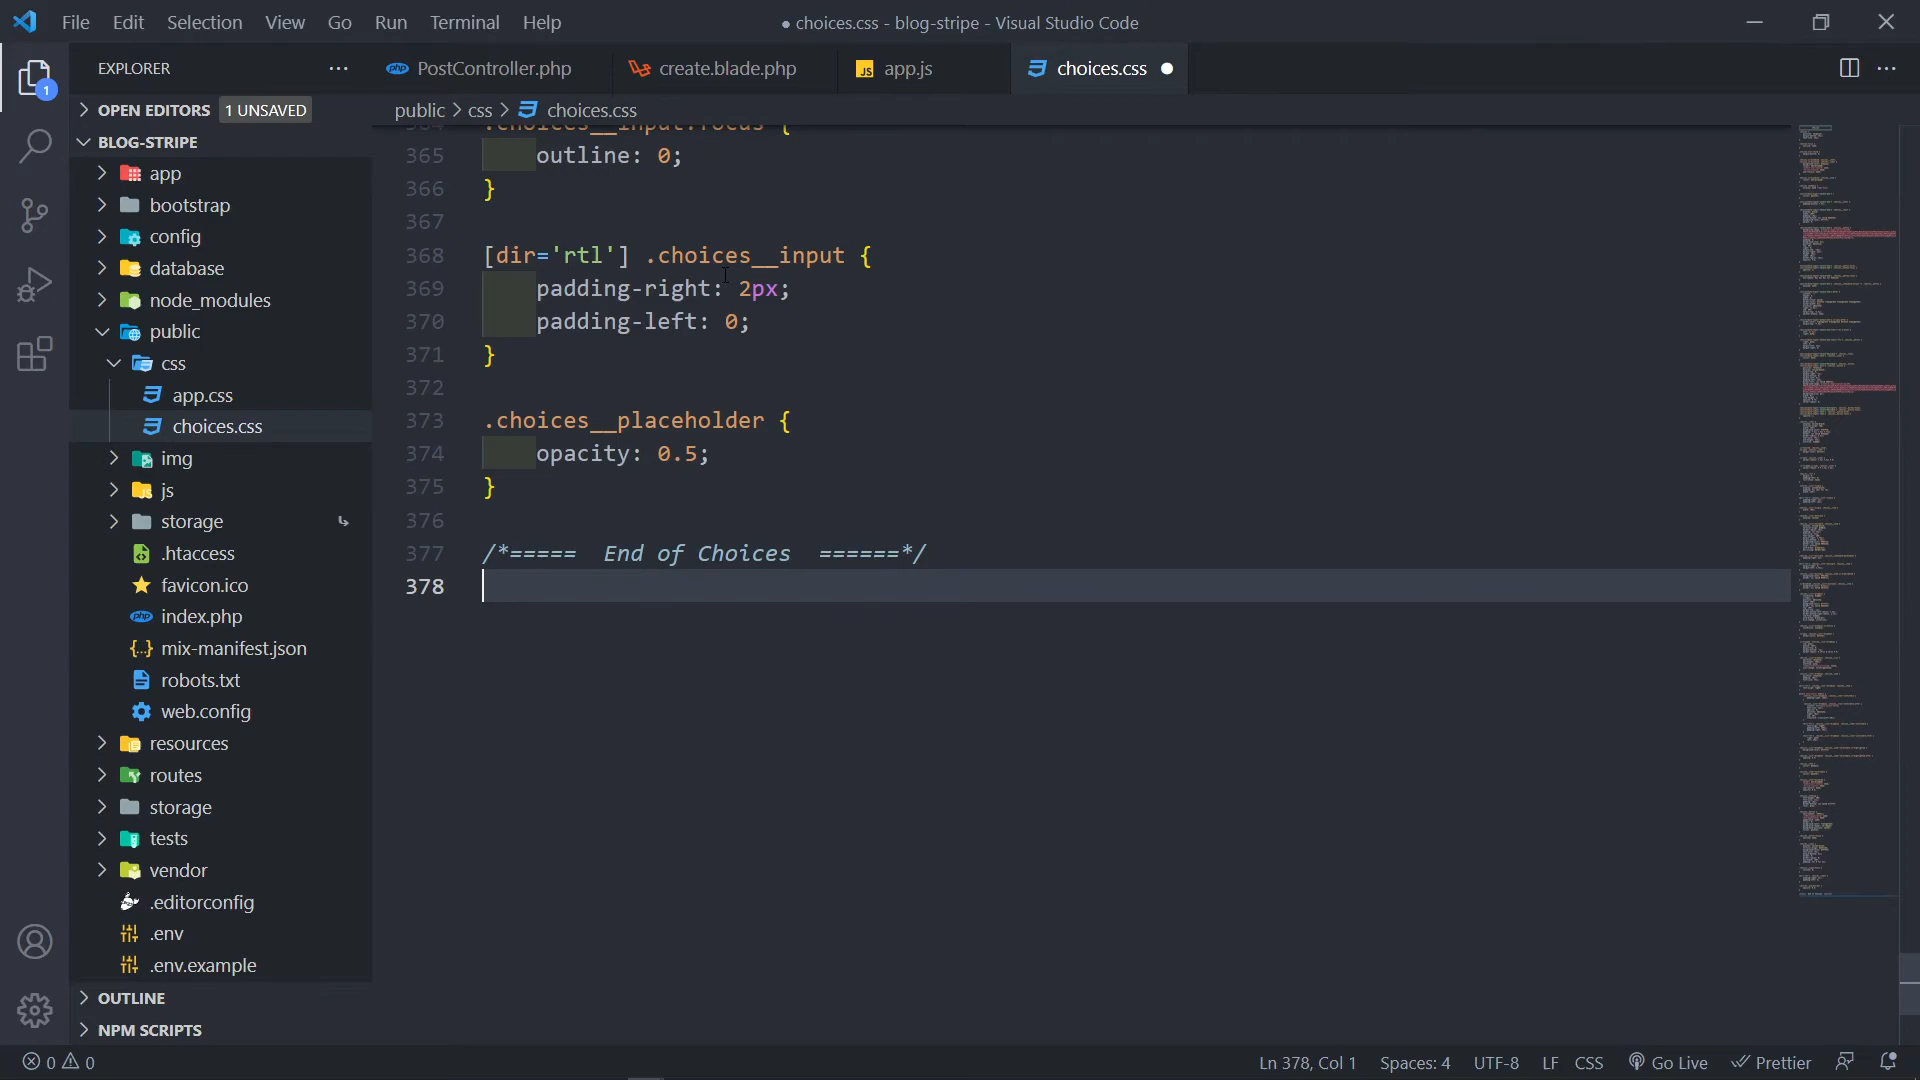 File Edit Selection View Go Run Terminal Help
● choices.css - blog-stripe - Visual Studio Code
EXPLORER
1
OPEN EDITORS 1 UNSAVED
BLOG-STRIPE
app
bootstrap
config
database
node_modules
public
css
app.css
choices.css
img
JS js
storage
.htaccess
favicon.ico
php index.php
{..} mix-manifest.json
robots.txt
web.config
resources
routes
storage
tests
vendor
.editorconfig
.env
.env.example
OUTLINE
NPM SCRIPTS
php PostController.php
create.blade.php
JS app.js
choices.css
public > css > choices.css
364 .choices__input:focus {
365 outline: 0;
366 }
367
368 [dir='rtl'] .choices__input {
369 padding-right: 2px;
370 padding-left: 0;
371 }
372
373 .choices__placeholder {
374 opacity: 0.5;
375 }
376
377 /*===== End of Choices ======*/
378
0 0
Ln 378, Col 1 Spaces: 4 UTF-8 LF CSS Go Live Prettier